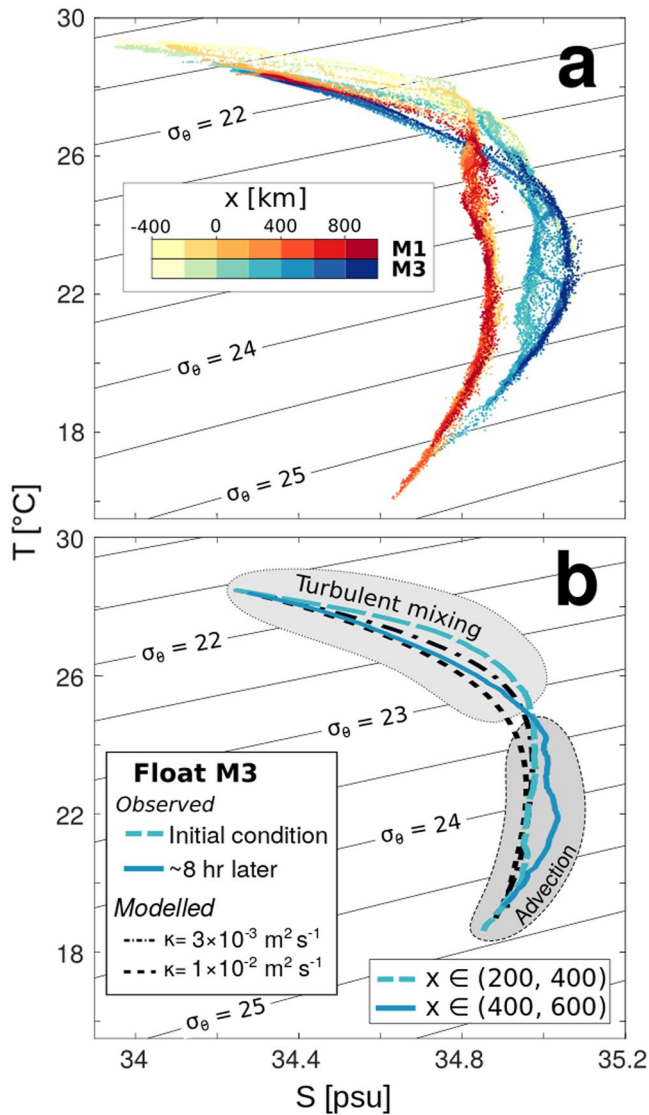 30
a
σθ = 22
26
x [km]
-400 0 400 800
M1
M3
22
σθ = 24
18
σθ = 25
T [°C]
30
b
Turbulent mixing
σθ = 22
26
σθ = 23
Float M3
Observed
Initial condition
~8 hr later
Modelled
κ= 3×10⁻³ m² s⁻¹
κ= 1×10⁻² m² s⁻¹
22
σθ = 24
Advection
18
x ∈ (200, 400)
x ∈ (400, 600)
σθ = 25
34 34.4 34.8 35.2
S [psu]